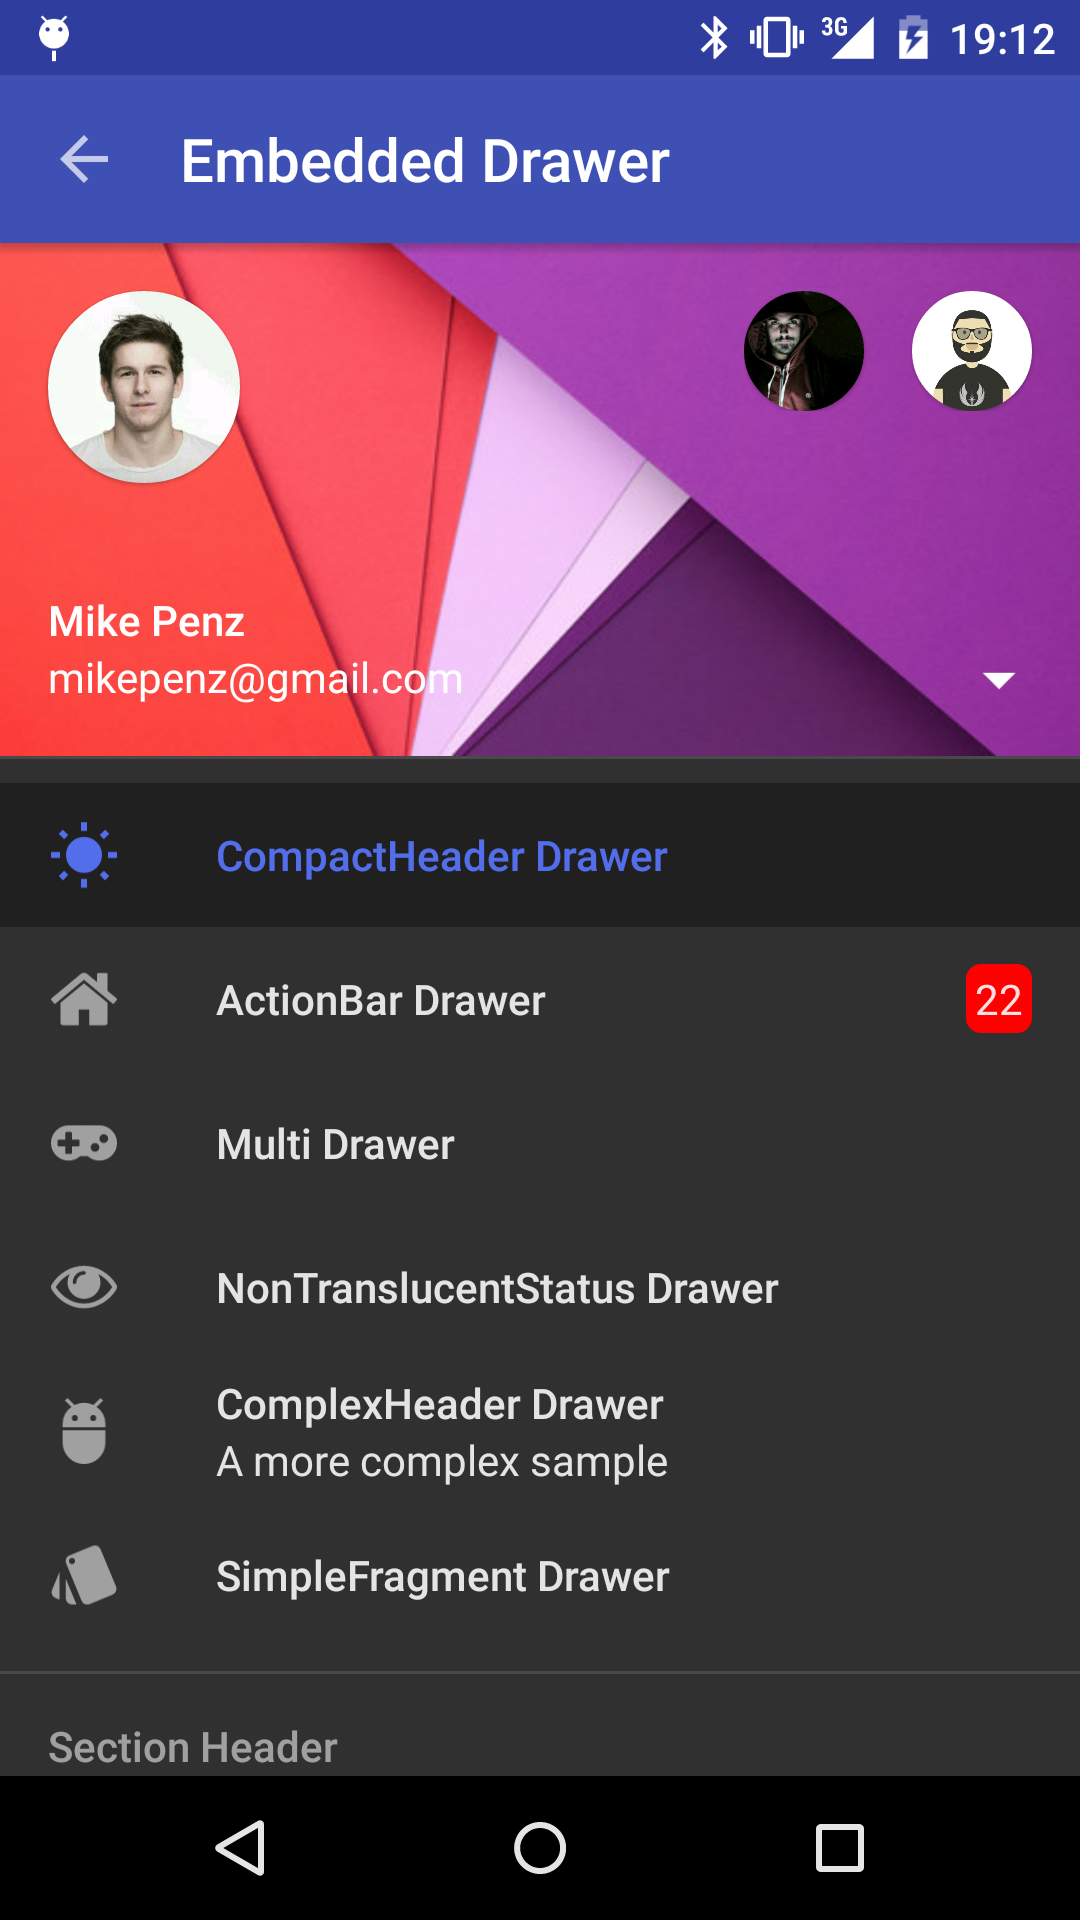 3G 19:12
Embedded Drawer
Mike Penz
mikepenz@gmail.com
CompactHeader Drawer
ActionBar Drawer 22
Multi Drawer
NonTranslucentStatus Drawer
ComplexHeader Drawer
A more complex sample
SimpleFragment Drawer
Section Header